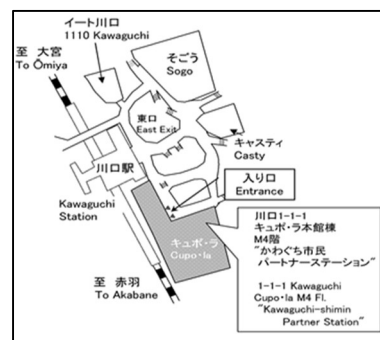 イート川口
1110 Kawaguchi
至 大宮
To Ōmiya
そごう
Sogo
東口
East Exit
キャスティ
Casty
川口駅
入り口
Entrance
Kawaguchi
Station
キュポ・ラ
Cupo・la
至 赤羽
To Akabane
川口1-1-1
キュポ・ラ本館棟
M4階
"かわぐち市民
パートナーステーション"
1-1-1 Kawaguchi
Cupo・la M4 Fl.
"Kawaguchi-shimin
Partner Station"